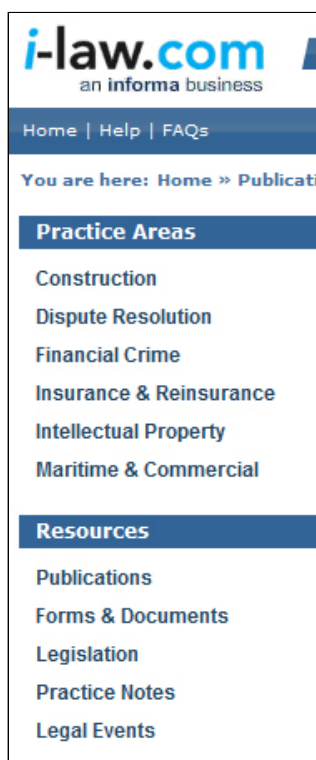 i-law.com
an informa business
Home | Help | FAQs
You are here: Home » Publicati
Practice Areas
Construction
Dispute Resolution
Financial Crime
Insurance & Reinsurance
Intellectual Property
Maritime & Commercial
Resources
Publications
Forms & Documents
Legislation
Practice Notes
Legal Events